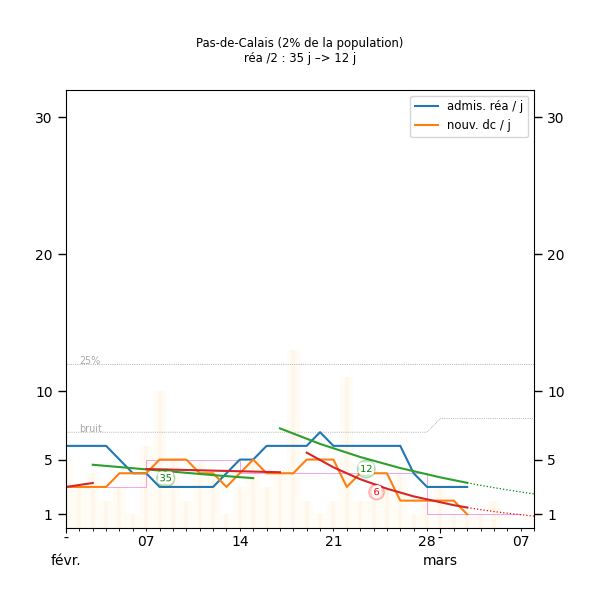 Pas-de-Calais (2% de la population)
réa /2 : 35 j –> 12 j
admis. réa / j
nouv. dc / j
30 30
20 20
25%
10 10
bruit
5 5
12
35
6
1 1
07 14 21 28 07
févr. mars